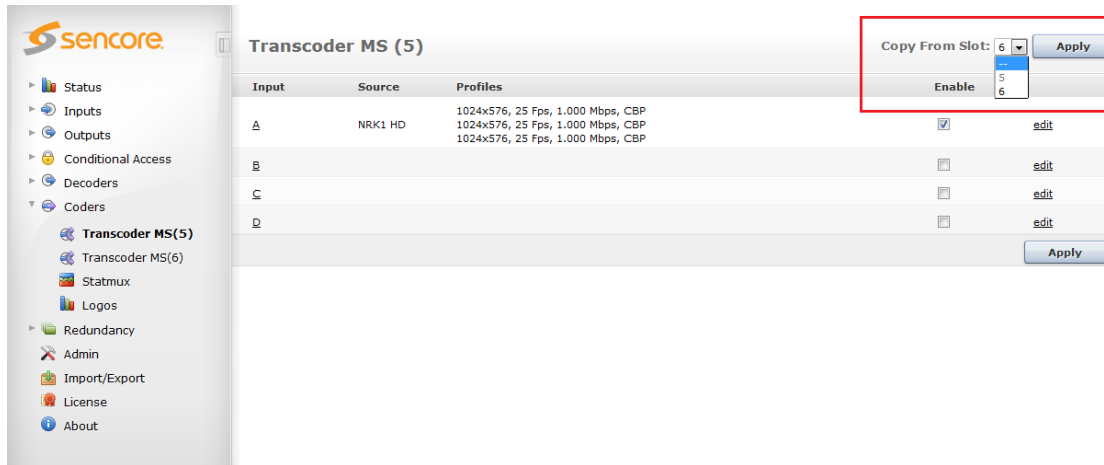 sencore
Transcoder MS (5)
Copy From Slot: 6 Apply
--
5
6
Status
Inputs
Outputs
Conditional Access
Decoders
Coders
Transcoder MS(5)
Transcoder MS(6)
Statmux
Logos
Redundancy
Admin
Import/Export
License
About
Input Source Profiles Enable
A NRK1 HD 1024x576, 25 Fps, 1.000 Mbps, CBP edit
1024x576, 25 Fps, 1.000 Mbps, CBP
1024x576, 25 Fps, 1.000 Mbps, CBP
B edit
C edit
D edit
Apply